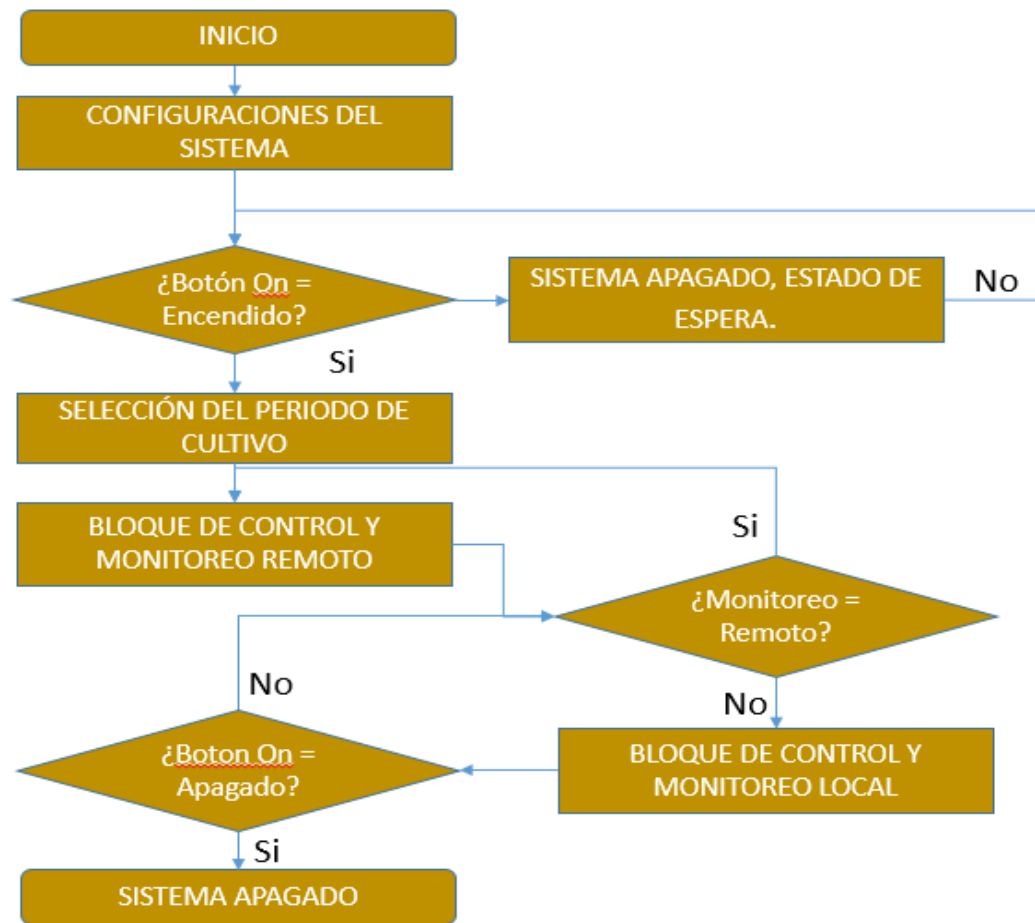 INICIO
CONFIGURACIONES DEL
SISTEMA
¿Botón On =
Encendido?
SISTEMA APAGADO, ESTADO DE
ESPERA.
No
Si
SELECCIÓN DEL PERIODO DE
CULTIVO
BLOQUE DE CONTROL Y
MONITOREO REMOTO
Si
¿Monitoreo =
Remoto?
No
No
¿Boton On =
Apagado?
BLOQUE DE CONTROL Y
MONITOREO LOCAL
Si
SISTEMA APAGADO